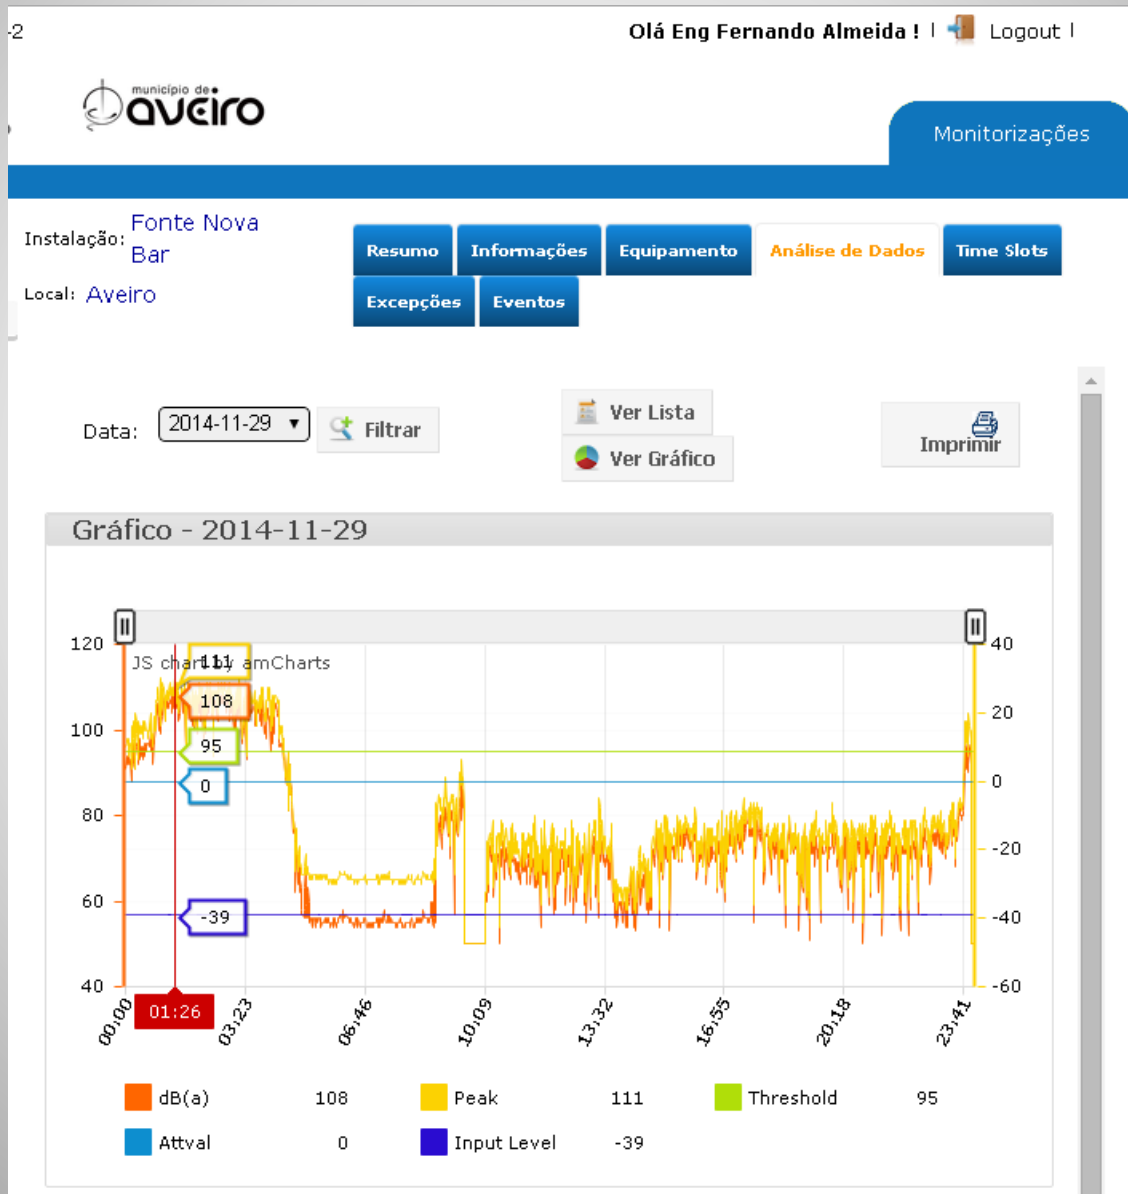 -2
Olá Eng Fernando Almeida ! | Logout |
município de
aveiro
Monitorizações
Instalação: Fonte Nova
Bar
Local: Aveiro
Resumo Informações Equipamento Análise de Dados Time Slots
Excepções Eventos
Data: 2014-11-29 Filtrar
Ver Lista
Ver Gráfico
Imprimir
Gráfico - 2014-11-29
120
100
80
60
40
JS chart by amCharts
111
108
95
0
-39
40
20
0
-20
-40
-60
00:00 01:26 03:23 06:46 10:09 13:32 16:55 20:18 23:41
dB(a) 108 Peak 111 Threshold 95
Attval 0 Input Level -39